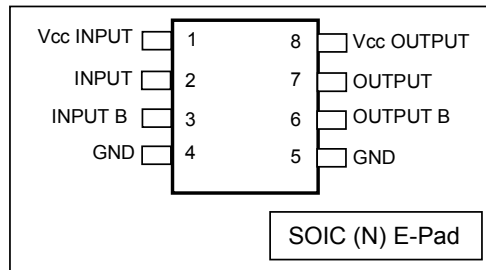 Vcc INPUT 1 8 Vcc OUTPUT
INPUT 2 7 OUTPUT
INPUT B 3 6 OUTPUT B
GND 4 5 GND
SOIC (N) E-Pad